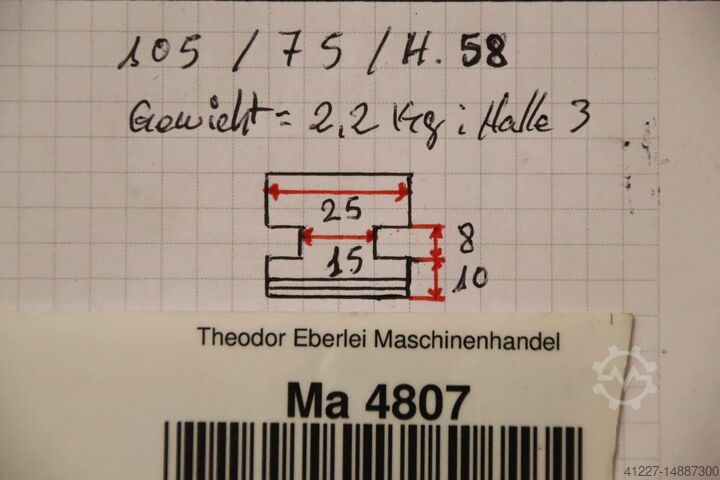 105 / 75 / H. 58
Gewicht = 2,2 Kg ; Halle 3
25
15
8
10
Theodor Eberlei Maschinenhandel
Ma 4807
41227-14887300